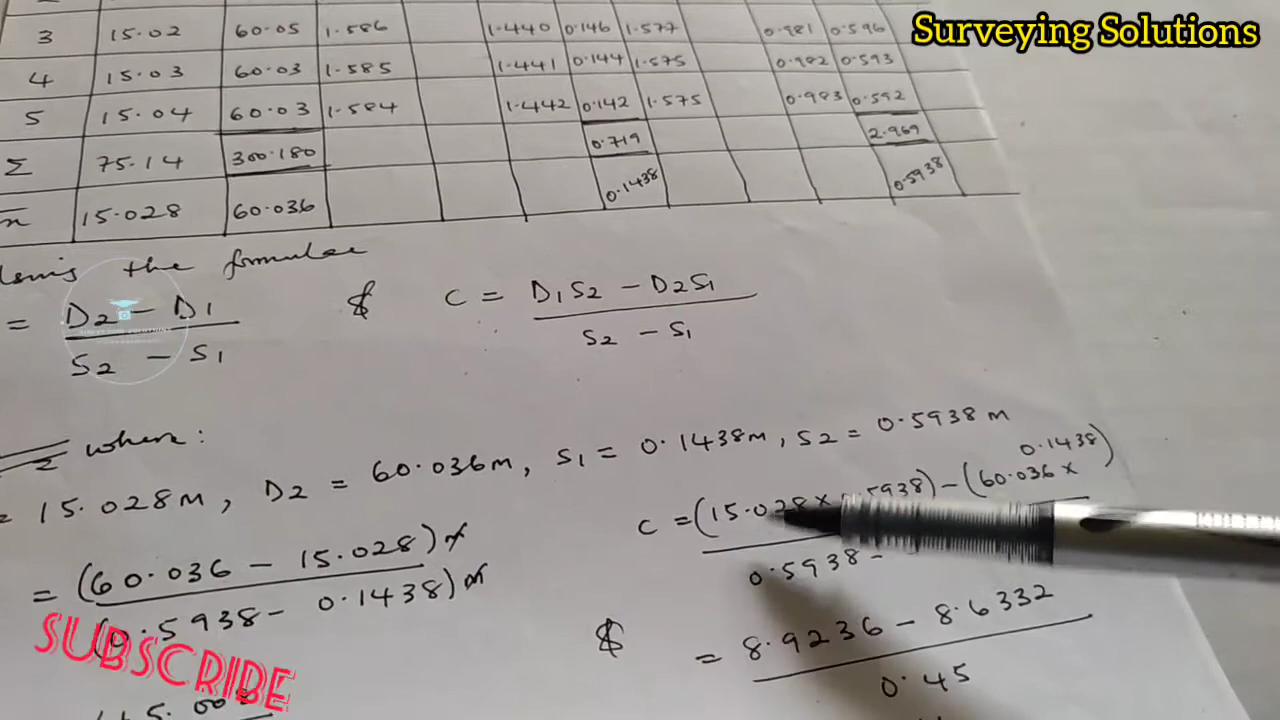 Surveying Solutions
3 15.02 60.05 1.586 1.440 0.146 1.577 0.981 0.596
4 15.03 60.03 1.585 1.441 0.144 1.575 0.982 0.593
5 15.04 60.03 1.584 1.442 0.142 1.575 0.983 0.592
Σ 75.14 300.180 0.719 2.969
15.028 60.036 0.1438 0.5938
the formulae
= D2 - D1 / S2 - S1 & C = D1S2 - D2S1 / S2 - S1
where:
= 15.028m, D2 = 60.036m, S1 = 0.1438m, S2 = 0.5938m
= (60.036 - 15.028)m / (0.5938 - 0.1438)m
C = (15.028 × 5938) - (60.036 × 0.1438) / 0.5938 -
& = 8.9236 - 8.6332 / 0.45
SUBSCRIBE